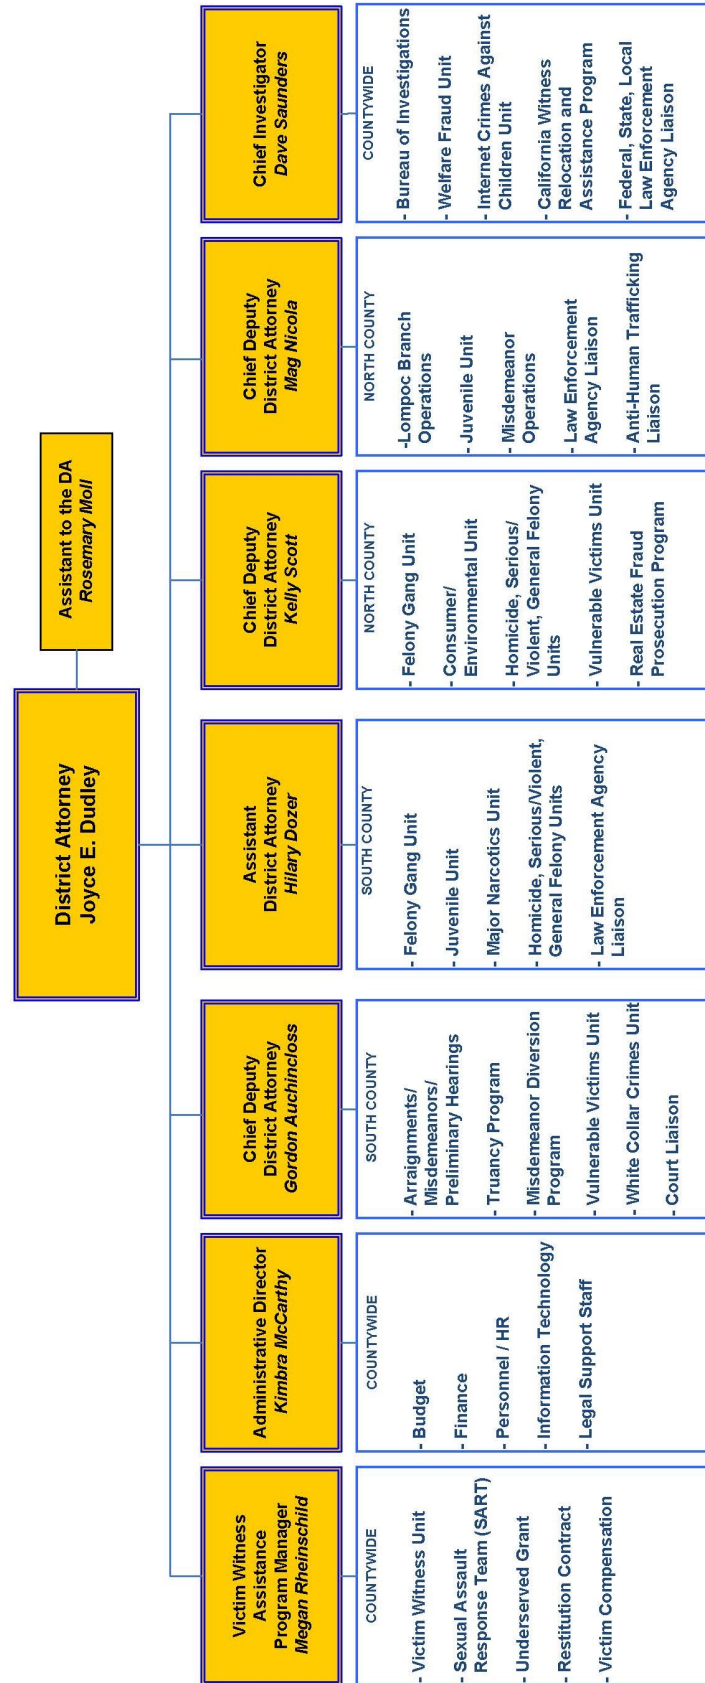 District Attorney
Joyce E. Dudley
Assistant to the DA
Rosemary Moll
Victim Witness
Assistance
Program Manager
Megan Rheinschild
COUNTYWIDE
- Victim Witness Unit
- Sexual Assault
Response Team (SART)
- Underserved Grant
- Restitution Contract
- Victim Compensation
Administrative Director
Kimbra McCarthy
COUNTYWIDE
- Budget
- Finance
- Personnel / HR
- Information Technology
- Legal Support Staff
Chief Deputy
District Attorney
Gordon Auchincloss
SOUTH COUNTY
- Arraignments/
Misdemeanors/
Preliminary Hearings
- Truancy Program
- Misdemeanor Diversion
Program
- Vulnerable Victims Unit
- White Collar Crimes Unit
- Court Liaison
Assistant
District Attorney
Hilary Dozer
SOUTH COUNTY
- Felony Gang Unit
- Juvenile Unit
- Major Narcotics Unit
- Homicide, Serious/Violent,
General Felony Units
- Law Enforcement Agency
Liaison
Chief Deputy
District Attorney
Kelly Scott
NORTH COUNTY
- Felony Gang Unit
- Consumer/
Environmental Unit
- Homicide, Serious/
Violent, General Felony
Units
- Vulnerable Victims Unit
- Real Estate Fraud
Prosecution Program
Chief Deputy
District Attorney
Mag Nicola
NORTH COUNTY
-Lompoc Branch
Operations
- Juvenile Unit
- Misdemeanor
Operations
- Law Enforcement
Agency Liaison
- Anti-Human Trafficking
Liaison
Chief Investigator
Dave Saunders
COUNTYWIDE
- Bureau of Investigations
- Welfare Fraud Unit
- Internet Crimes Against
Children Unit
- California Witness
Relocation and
Assistance Program
- Federal, State, Local
Law Enforcement
Agency Liaison